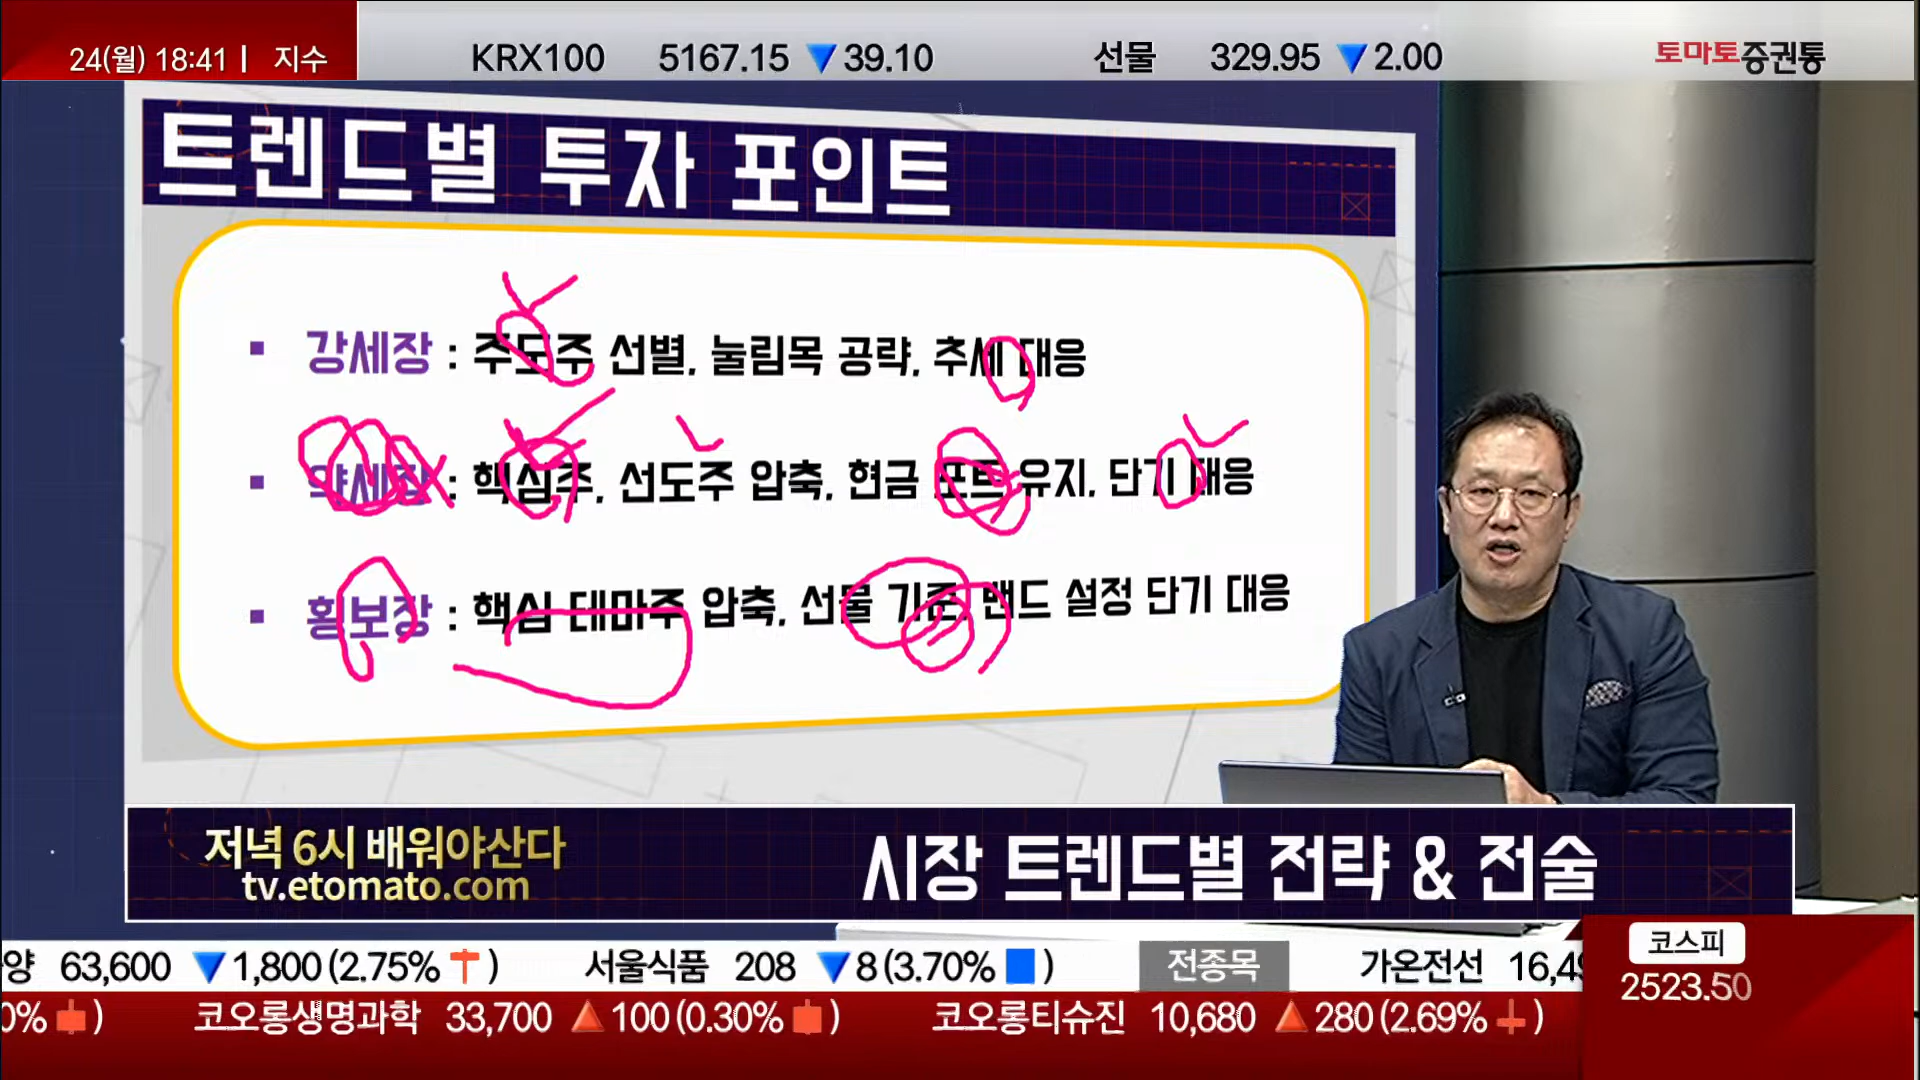 24(월) 18:41 | 지수 KRX100 5167.15 ▼39.10 선물 329.95 ▼2.00 토마토증권통
트렌드별 투자 포인트
▪ 강세장 : 주도주 선별, 눌림목 공략, 추세 대응
▪ 약세장 : 핵심주, 선도주 압축, 현금 포트 유지, 단기 대응
▪ 횡보장 : 핵심 테마주 압축, 선물 기준 밴드 설정 단기 대응
저녁 6시 배워야산다
tv.etomato.com
시장 트렌드별 전략 & 전술
양 63,600 ▼1,800 (2.75% ) 서울식품 208 ▼8 (3.70% ) 전종목 가온전선 16,4
코스피
2523.50
0% ) 코오롱생명과학 33,700 ▲100 (0.30% ) 코오롱티슈진 10,680 ▲280 (2.69% )